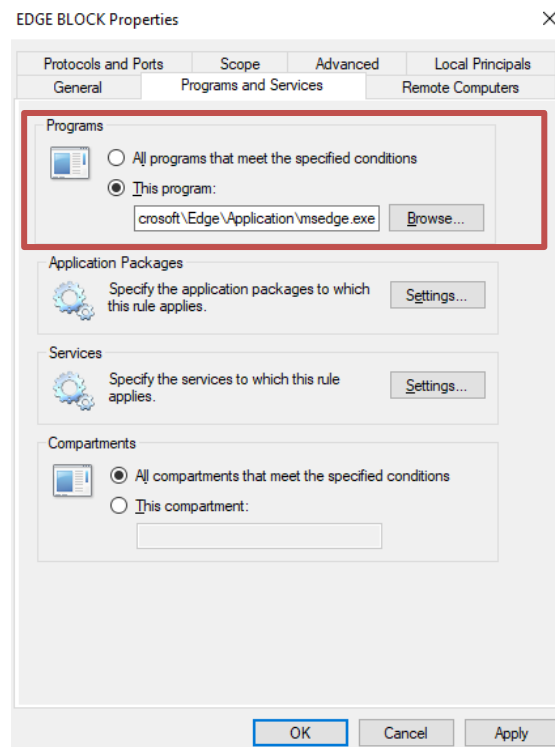 EDGE BLOCK Properties
Protocols and Ports Scope Advanced Local Principals
General Programs and Services Remote Computers
Programs
All programs that meet the specified conditions
This program:
crosoft\Edge\Application\msedge.exe Browse...
Application Packages
Specify the application packages to which
this rule applies.
Settings...
Services
Specify the services to which this rule
applies.
Settings...
Compartments
All compartments that meet the specified conditions
This compartment:
OK Cancel Apply